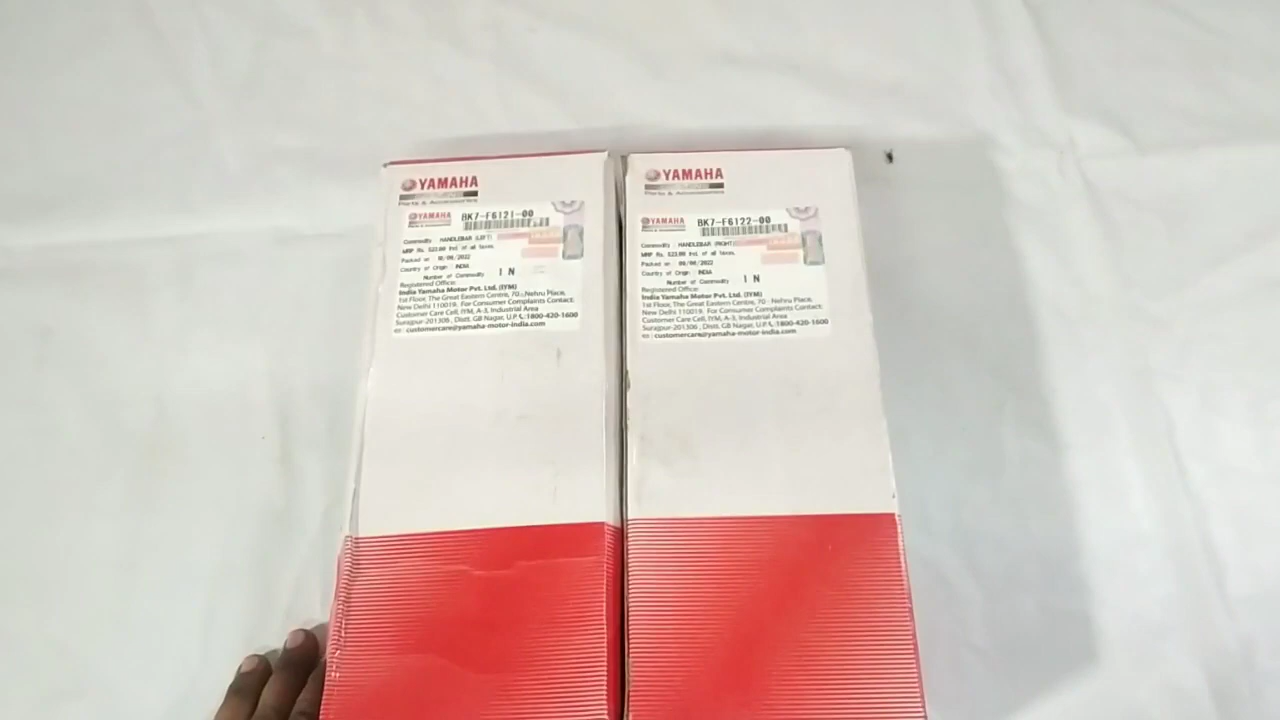 YAMAHA
Parts & Accessories
YAMAHA
BK7-F6121-00
Commodity : HANDLEBAR (LEFT)
MRP Rs. 523.00 Incl. of all taxes.
Packed on : 10/08/2022
Country of Origin : INDIA
Number of Commodity 1 N
Registered Office:
India Yamaha Motor Pvt. Ltd. (IYM)
1st Floor, The Great Eastern Centre, 70 - Nehru Place,
New Delhi 110019. For Consumer Complaints Contact:
Customer Care Cell, IYM, A-3, Industrial Area
Surajpur-201306 , Distt. GB Nagar, U.P. 1800-420-1600
customercare@yamaha-motor-india.com
YAMAHA
Parts & Accessories
YAMAHA
BK7-F6122-00
Commodity : HANDLEBAR (RIGHT)
MRP Rs. 523.00 Incl. of all taxes.
Packed on : 09/08/2022
Country of Origin : INDIA
Number of Commodity 1 N
Registered Office:
India Yamaha Motor Pvt. Ltd. (IYM)
1st Floor, The Great Eastern Centre, 70 - Nehru Place,
New Delhi 110019. For Consumer Complaints Contact:
Customer Care Cell, IYM, A-3, Industrial Area
Surajpur-201306 , Distt. GB Nagar, U.P. 1800-420-1600
customercare@yamaha-motor-india.com